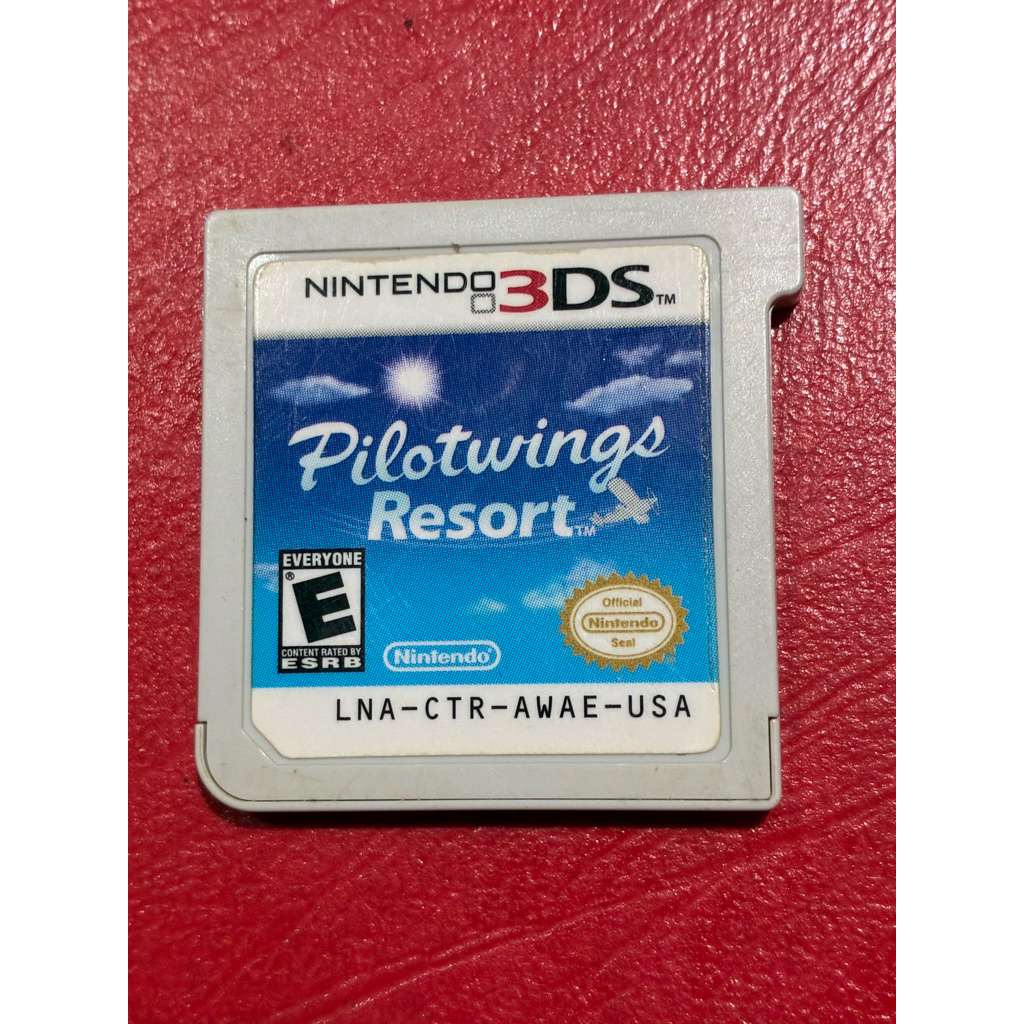 NINTENDO 3DS™
Pilotwings
Resort™
EVERYONE
E
®
CONTENT RATED BY
ESRB
Nintendo®
Official
Nintendo
Seal
LNA-CTR-AWAE-USA